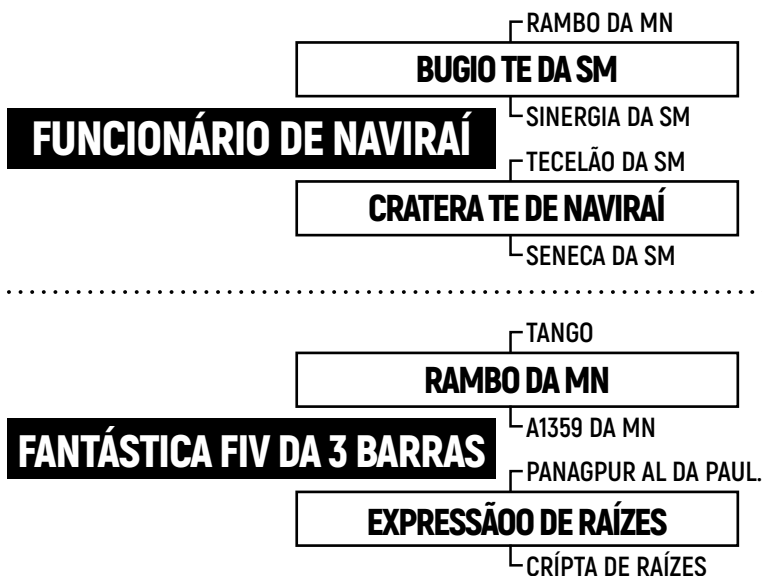 RAMBO DA MN
BUGIO TE DA SM
SINERGIA DA SM
FUNCIONÁRIO DE NAVIRAÍ
TECELÃO DA SM
CRATERA TE DE NAVIRAÍ
SENECA DA SM
TANGO
RAMBO DA MN
A1359 DA MN
FANTÁSTICA FIV DA 3 BARRAS
PANAGPUR AL DA PAUL.
EXPRESSÃOO DE RAÍZES
CRÍPTA DE RAÍZES